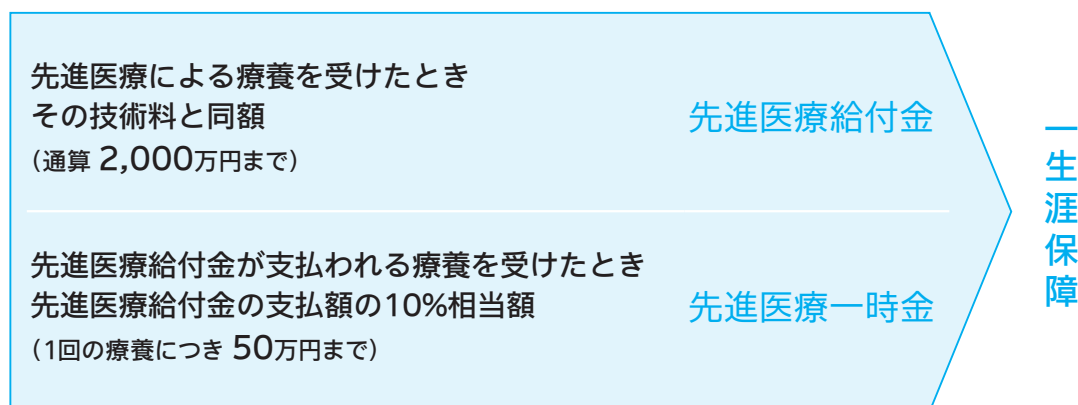 先進医療による療養を受けたとき
その技術料と同額
(通算 2,000万円まで)
先進医療給付金
先進医療給付金が支払われる療養を受けたとき
先進医療給付金の支払額の10%相当額
(1回の療養につき 50万円まで)
先進医療一時金
一生涯保障